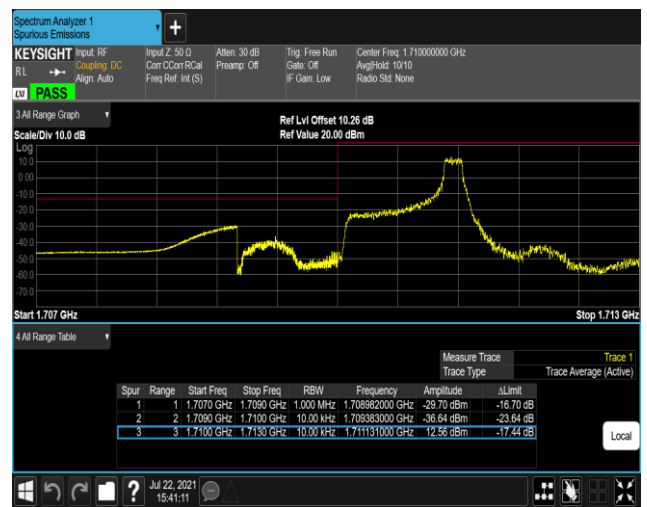 Spectrum Analyzer 1
Spurious Emissions
KEYSIGHT
RL
LXI
PASS
Input: RF
Coupling: DC
Align: Auto
Input Z: 50 Ω
Corr CCorr RCal
Freq Ref: Int (S)
Atten: 30 dB
Preamp: Off
Trig: Free Run
Gate: Off
IF Gain: Low
Center Freq: 1.710000000 GHz
Avg|Hold: 10/10
Radio Std: None
3 All Range Graph
Scale/Div 10.0 dB
Ref Lvl Offset 10.26 dB
Ref Value 20.00 dBm
Log
10.0
0.00
-10.0
-20.0
-30.0
-40.0
-50.0
-60.0
-70.0
Start 1.707 GHz Stop 1.713 GHz
4 All Range Table
Measure Trace Trace 1
Trace Type Trace Average (Active)
Spur Range Start Freq Stop Freq RBW Frequency Amplitude ΔLimit
1 1 1.7070 GHz 1.7090 GHz 1.000 MHz 1.708982000 GHz -29.70 dBm -16.70 dB
2 2 1.7090 GHz 1.7100 GHz 10.00 kHz 1.709383000 GHz -36.64 dBm -23.64 dB
3 3 1.7100 GHz 1.7130 GHz 10.00 kHz 1.711131000 GHz 12.56 dBm -17.44 dB
Local
?
Jul 22, 2021
15:41:11